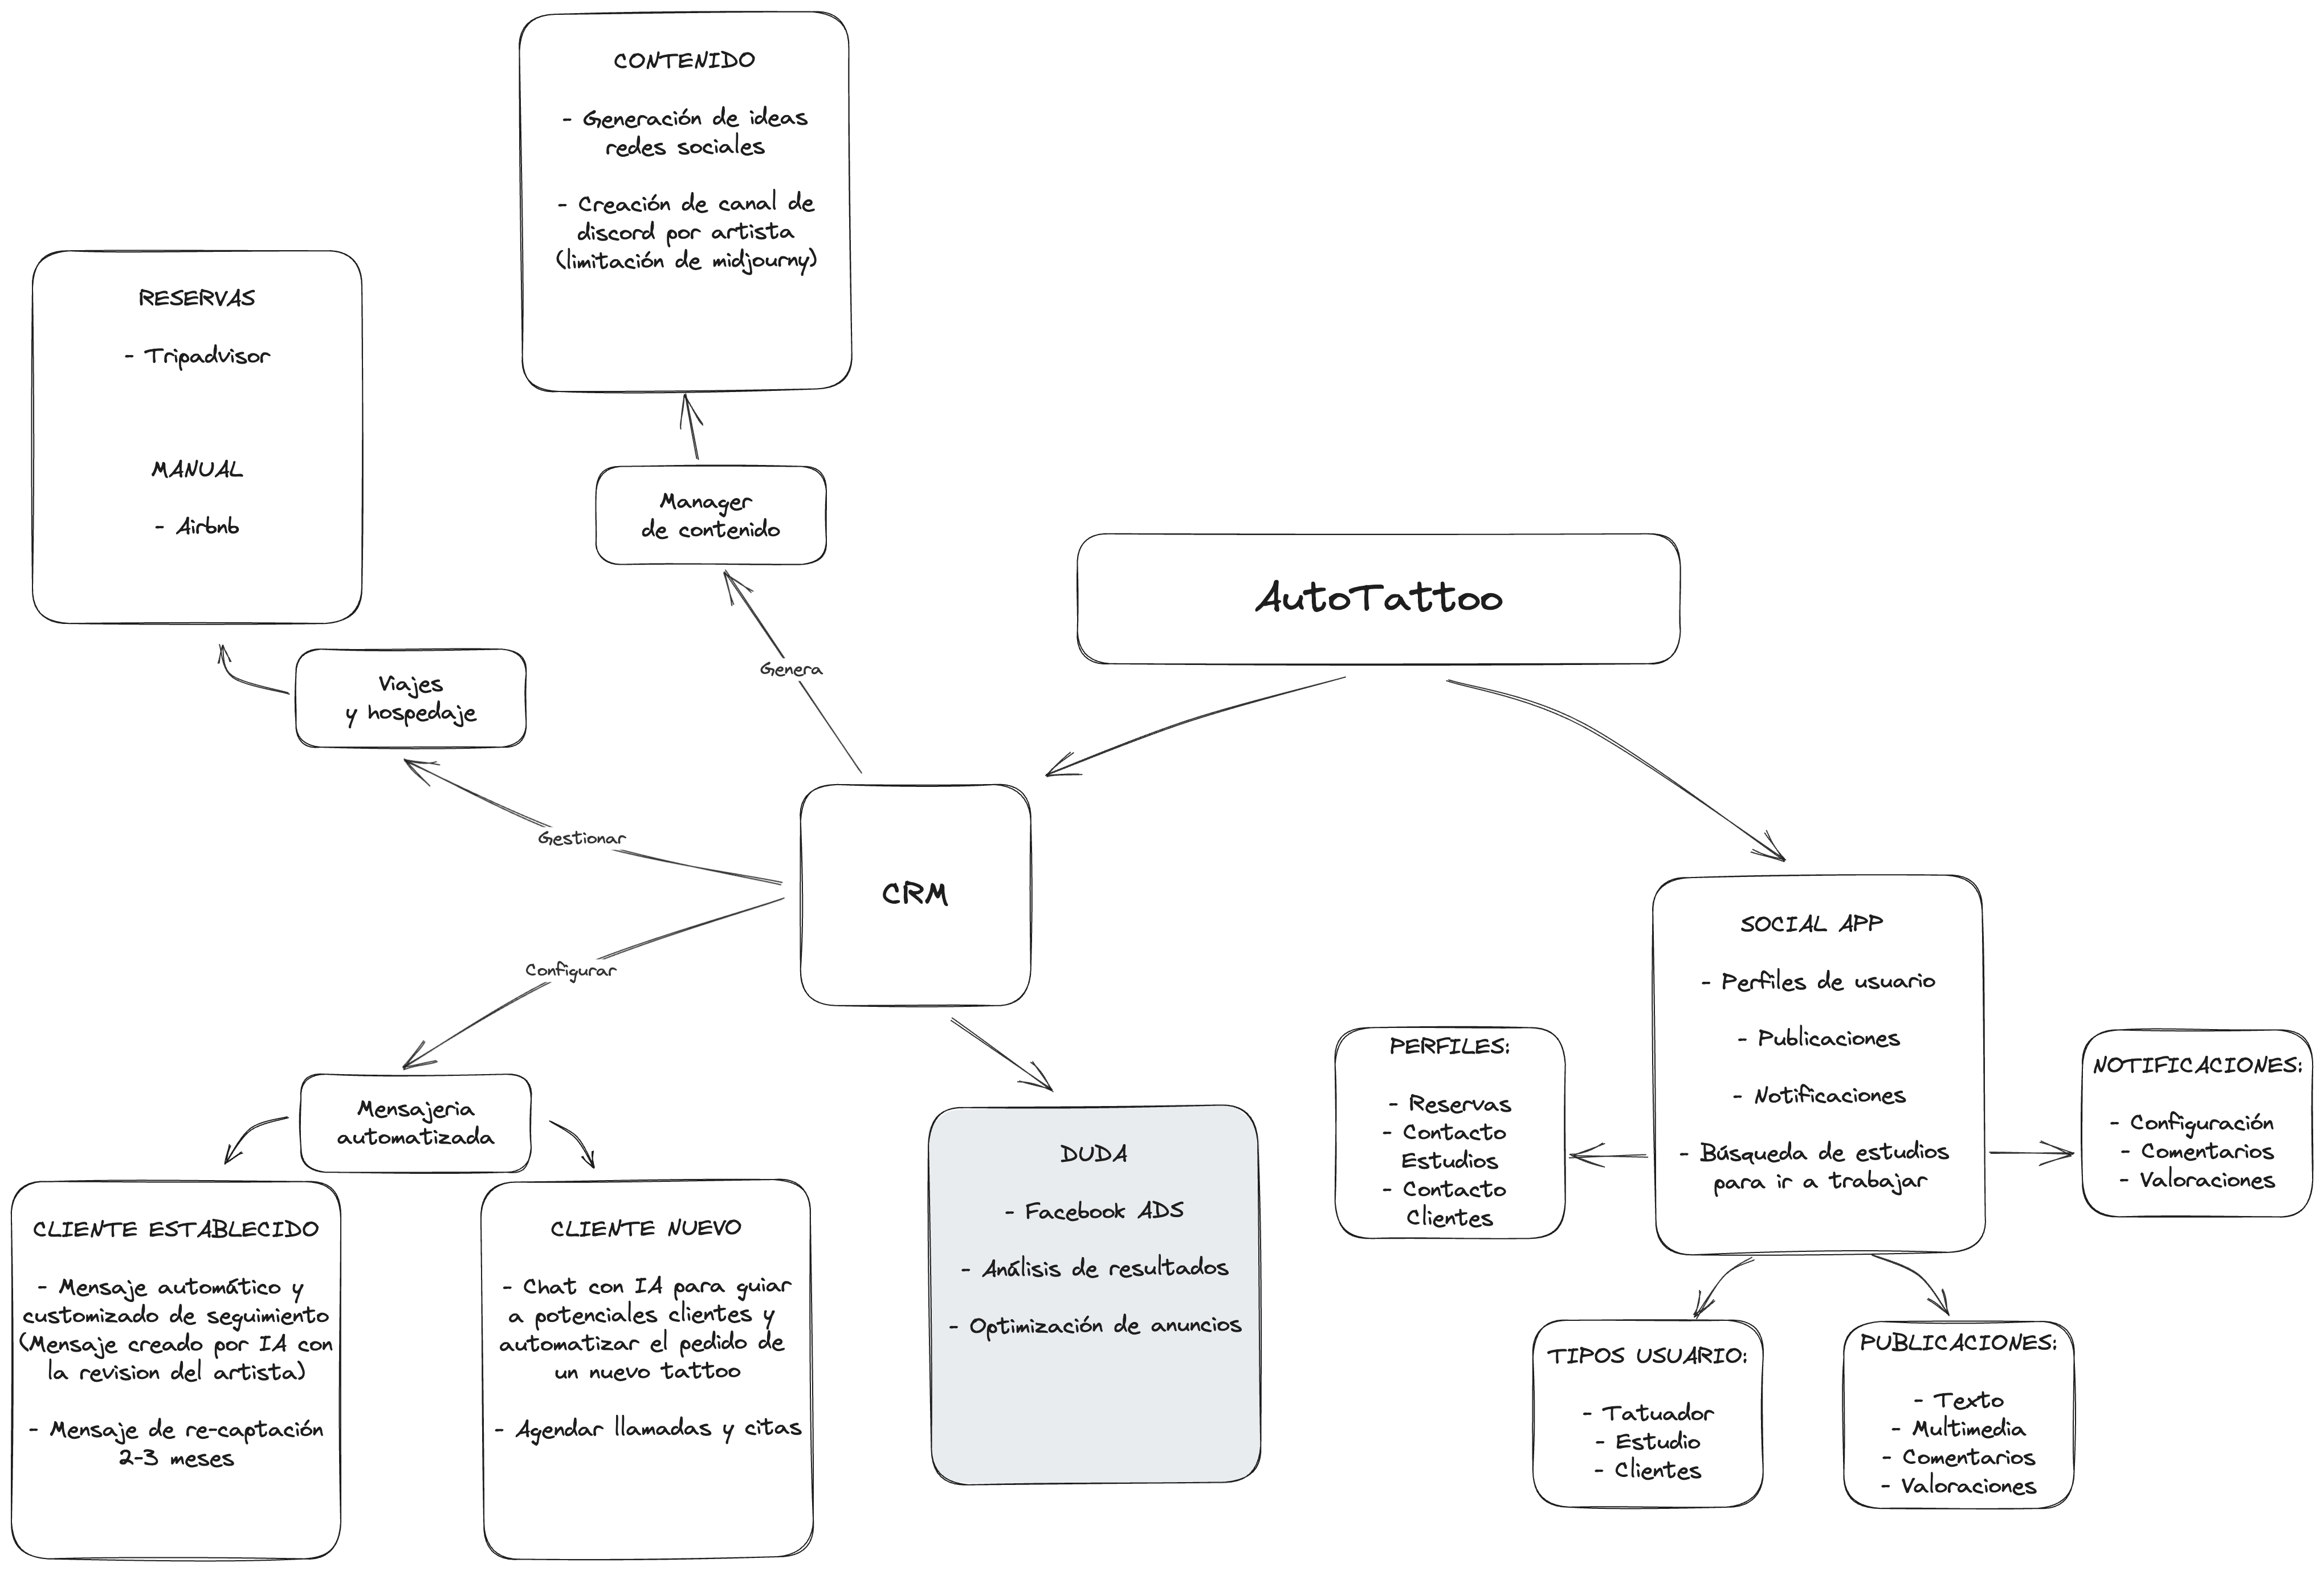 CONTENIDO
- Generación de ideas
redes sociales
- Creación de canal de
discord por artista
(limitación de midjourny)
RESERVAS
- Tripadvisor
MANUAL
- Airbnb
Manager
de contenido
AutoTattoo
Genera
Viajes
y hospedaje
Gestionar
CRM
Configurar
Mensajeria
automatizada
CLIENTE ESTABLECIDO
- Mensaje automático y
customizado de seguimiento
(Mensaje creado por IA con
la revision del artista)
- Mensaje de re-captación
2-3 meses
CLIENTE NUEVO
- Chat con IA para guiar
a potenciales clientes y
automatizar el pedido de
un nuevo tattoo
- Agendar llamadas y citas
DUDA
- Facebook ADS
- Análisis de resultados
- Optimización de anuncios
SOCIAL APP
- Perfiles de usuario
- Publicaciones
- Notificaciones
- Búsqueda de estudios
para ir a trabajar
PERFILES:
- Reservas
- Contacto
Estudios
- Contacto
Clientes
NOTIFICACIONES:
- Configuración
- Comentarios
- Valoraciones
TIPOS USUARIO:
- Tatuador
- Estudio
- Clientes
PUBLICACIONES:
- Texto
- Multimedia
- Comentarios
- Valoraciones